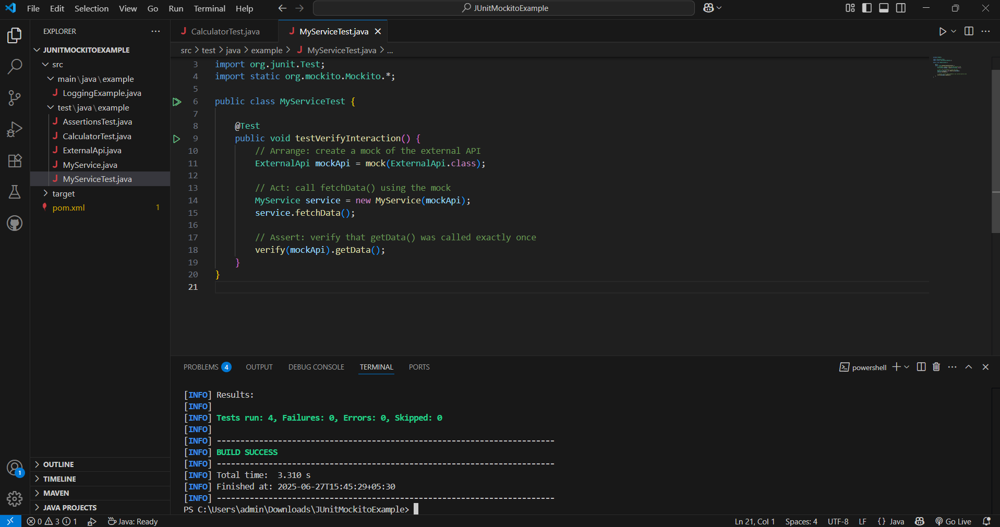 File Edit Selection View Go Run Terminal Help
JUnitMockitoExample
EXPLORER
JUNITMOCKITOEXAMPLE
src
main\java\example
LoggingExample.java
test\java\example
AssertionsTest.java
CalculatorTest.java
ExternalApi.java
MyService.java
MyServiceTest.java
target
pom.xml 1
OUTLINE
TIMELINE
MAVEN
JAVA PROJECTS
1
CalculatorTest.java MyServiceTest.java
src > test > java > example > MyServiceTest.java > ...
3 import org.junit.Test;
4 import static org.mockito.Mockito.*;
5
6 public class MyServiceTest {
7
8 @Test
9 public void testVerifyInteraction() {
10 // Arrange: create a mock of the external API
11 ExternalApi mockApi = mock(ExternalApi.class);
12
13 // Act: call fetchData() using the mock
14 MyService service = new MyService(mockApi);
15 service.fetchData();
16
17 // Assert: verify that getData() was called exactly once
18 verify(mockApi).getData();
19 }
20 }
21
PROBLEMS 4 OUTPUT DEBUG CONSOLE TERMINAL PORTS
powershell
[INFO] Results:
[INFO]
[INFO] Tests run: 4, Failures: 0, Errors: 0, Skipped: 0
[INFO]
[INFO] ------------------------------------------------------------------------
[INFO] BUILD SUCCESS
[INFO] ------------------------------------------------------------------------
[INFO] Total time:  3.310 s
[INFO] Finished at: 2025-06-27T15:45:29+05:30
[INFO] ------------------------------------------------------------------------
PS C:\Users\admin\Downloads\JUnitMockitoExample>
0 3 1 Java: Ready Ln 21, Col 1 Spaces: 4 UTF-8 LF {} Java Go Live